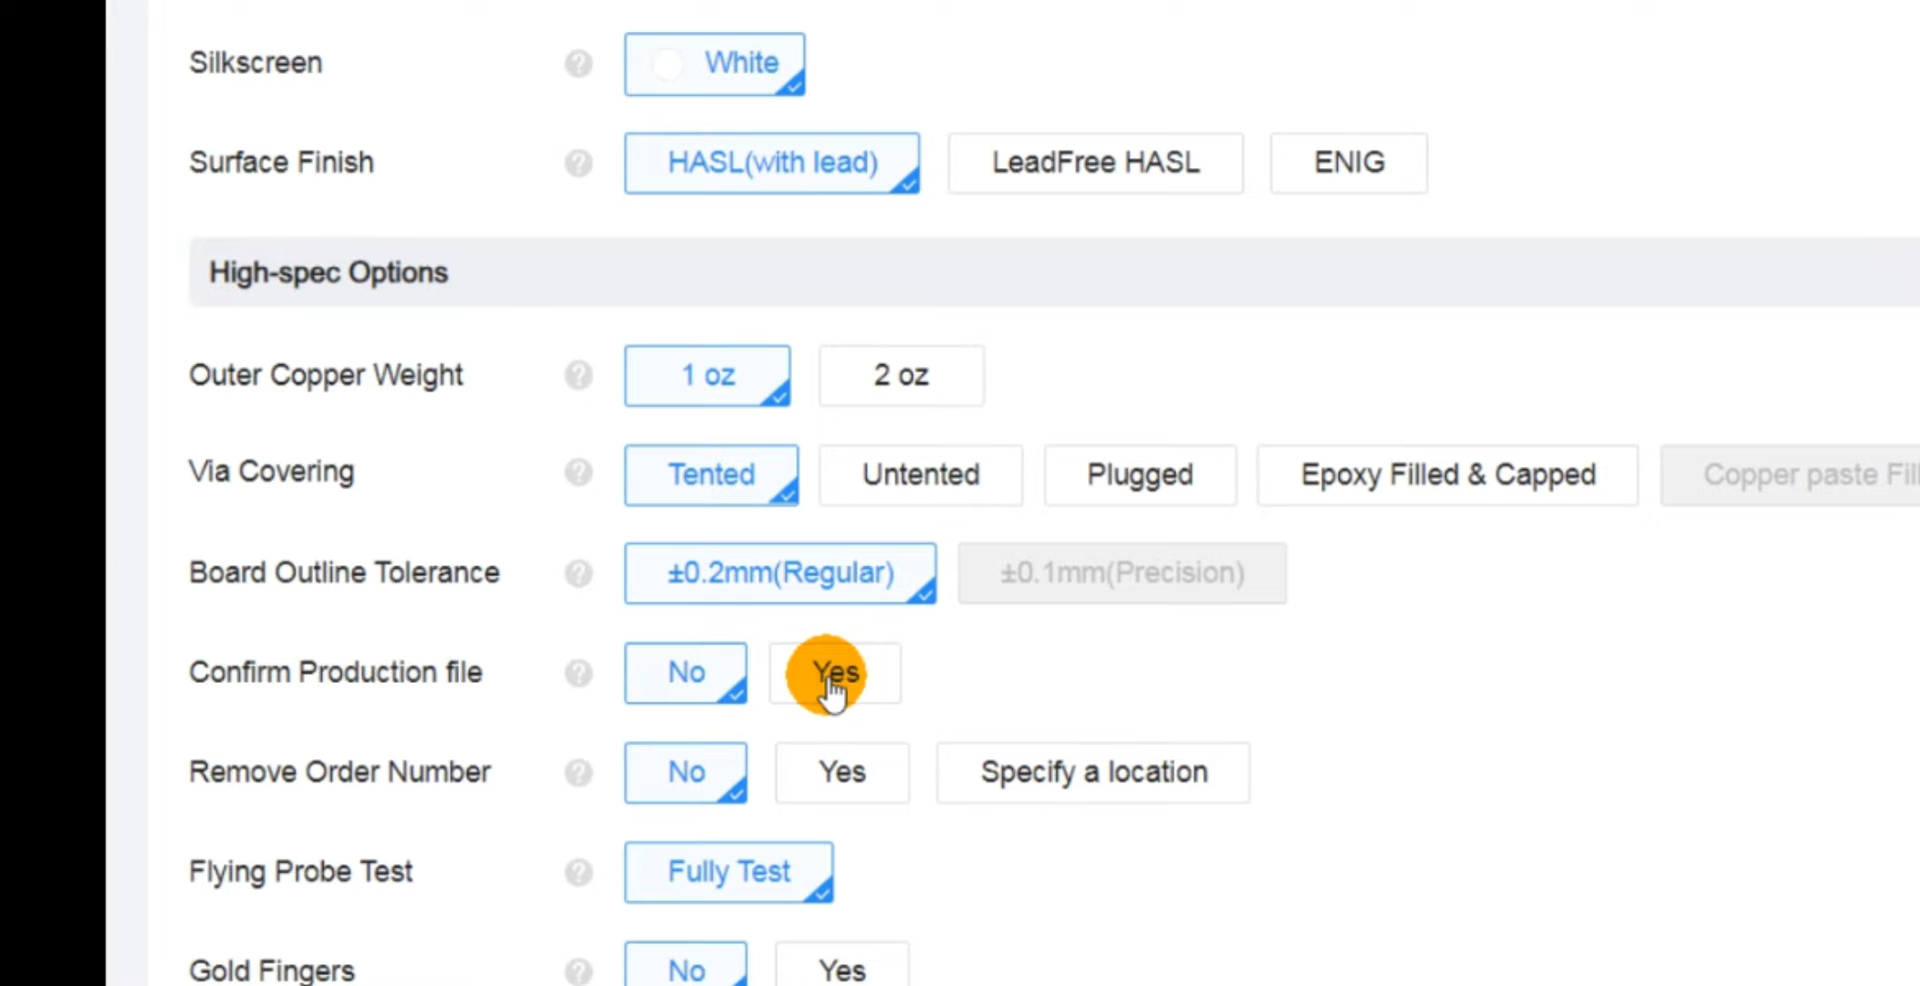 Silkscreen White
Surface Finish HASL(with lead) LeadFree HASL ENIG
High-spec Options
Outer Copper Weight 1 oz 2 oz
Via Covering Tented Untented Plugged Epoxy Filled & Capped Copper paste Fill
Board Outline Tolerance ±0.2mm(Regular) ±0.1mm(Precision)
Confirm Production file No Yes
Remove Order Number No Yes Specify a location
Flying Probe Test Fully Test
Gold Fingers No Yes